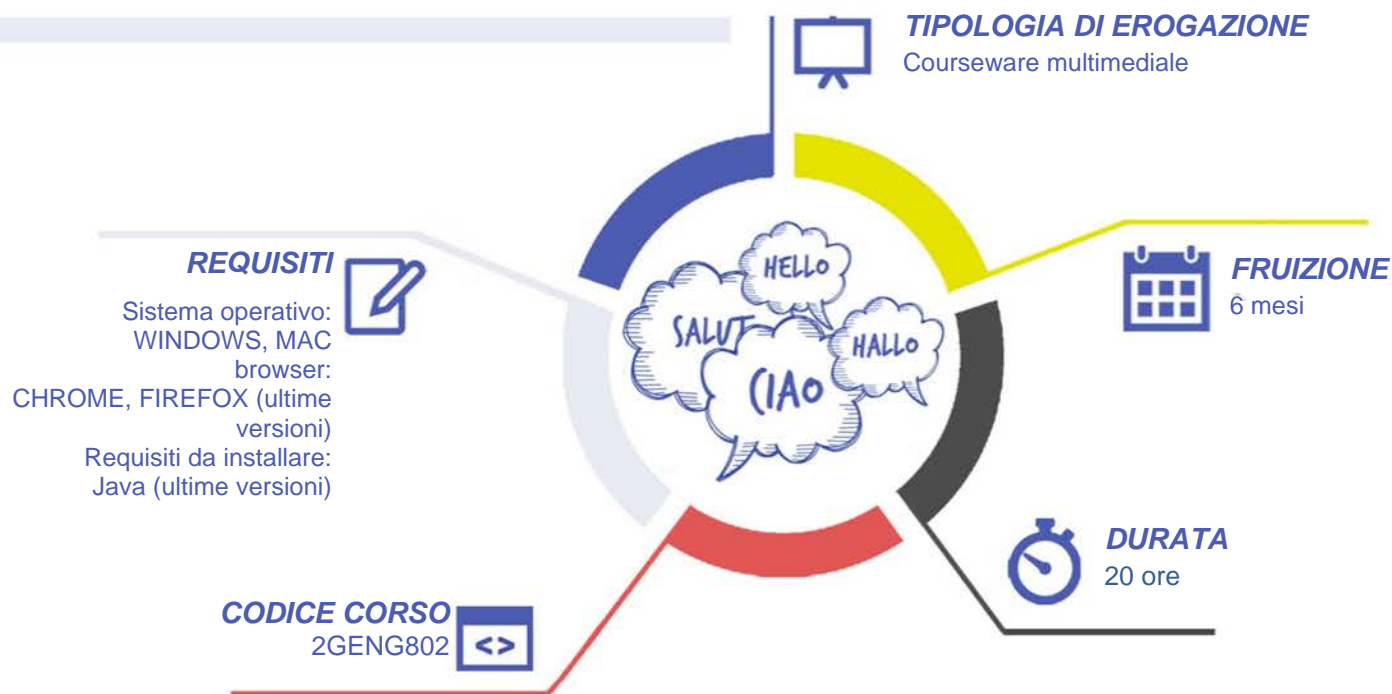 TIPOLOGIA DI EROGAZIONE
Courseware multimediale
REQUISITI
Sistema operativo:
WINDOWS, MAC
browser:
CHROME, FIREFOX (ultime
versioni)
Requisiti da installare:
Java (ultime versioni)
HELLO
SALUT
HALLO
CIAO
FRUIZIONE
6 mesi
DURATA
20 ore
CODICE CORSO
2GENG802
<>